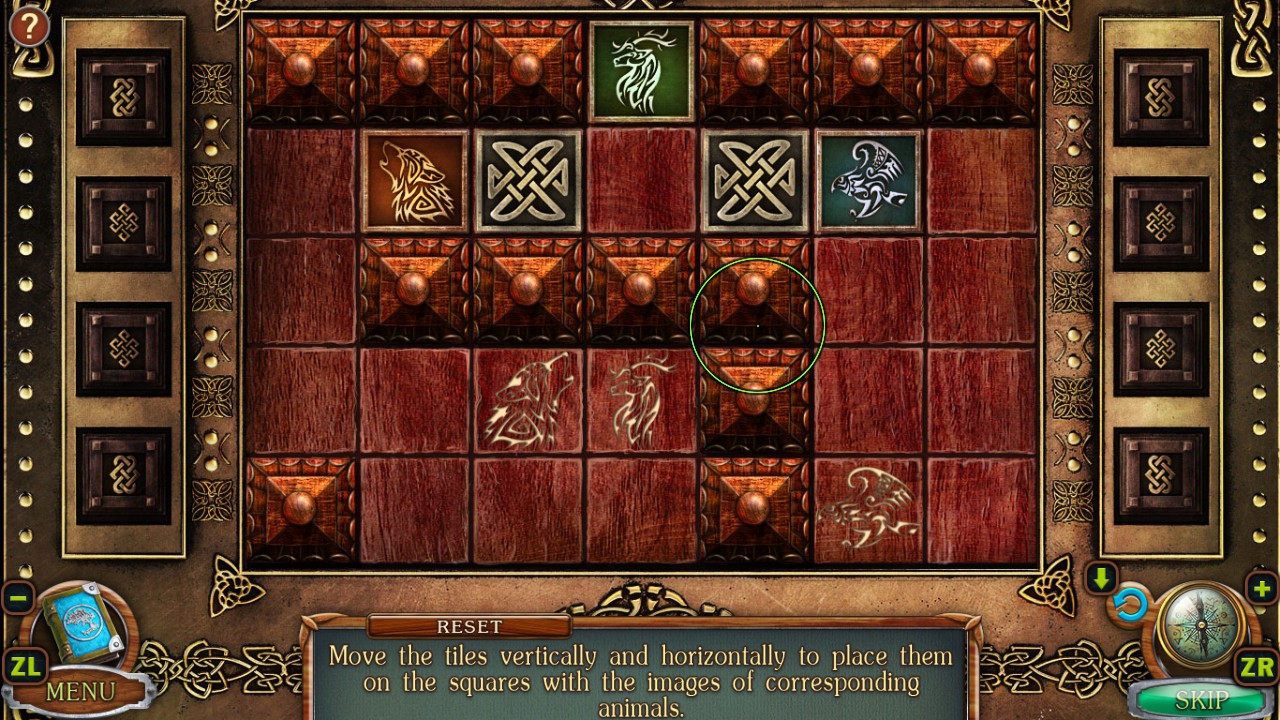 ?
ZL
MENU
RESET
Move the tiles vertically and horizontally to place them
on the squares with the images of corresponding
animals.
ZR
SKIP